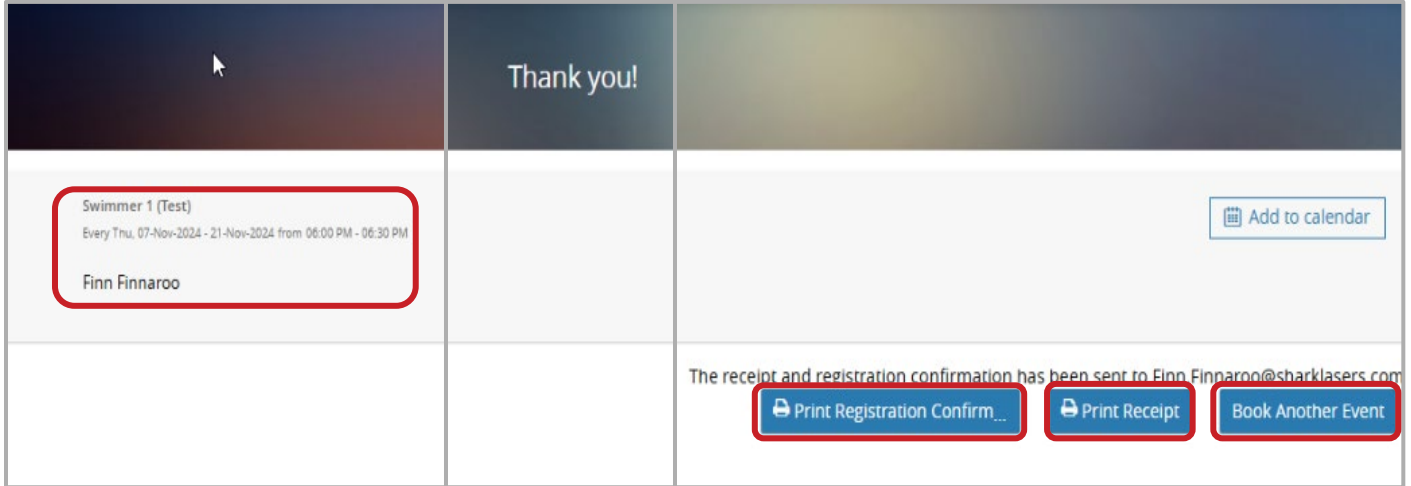 Thank you!
Swimmer 1 (Test)
Every Thu, 07-Nov-2024 - 21-Nov-2024 from 06:00 PM - 06:30 PM
Finn Finnaroo
Add to calendar
The receipt and registration confirmation has been sent to Finn Finnaroo@sharklasers.com
Print Registration Confirm...
Print Receipt
Book Another Event